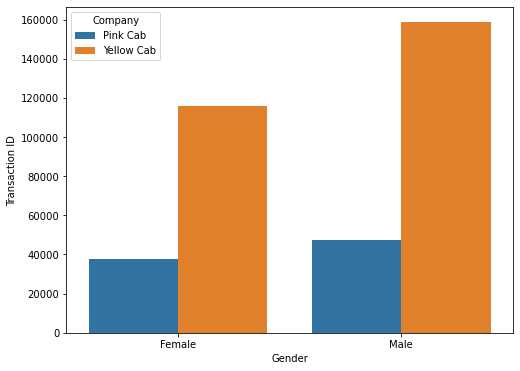 Company
Pink Cab
Yellow Cab
160000
140000
120000
100000
80000
60000
40000
20000
0
Transaction ID
Female
Male
Gender